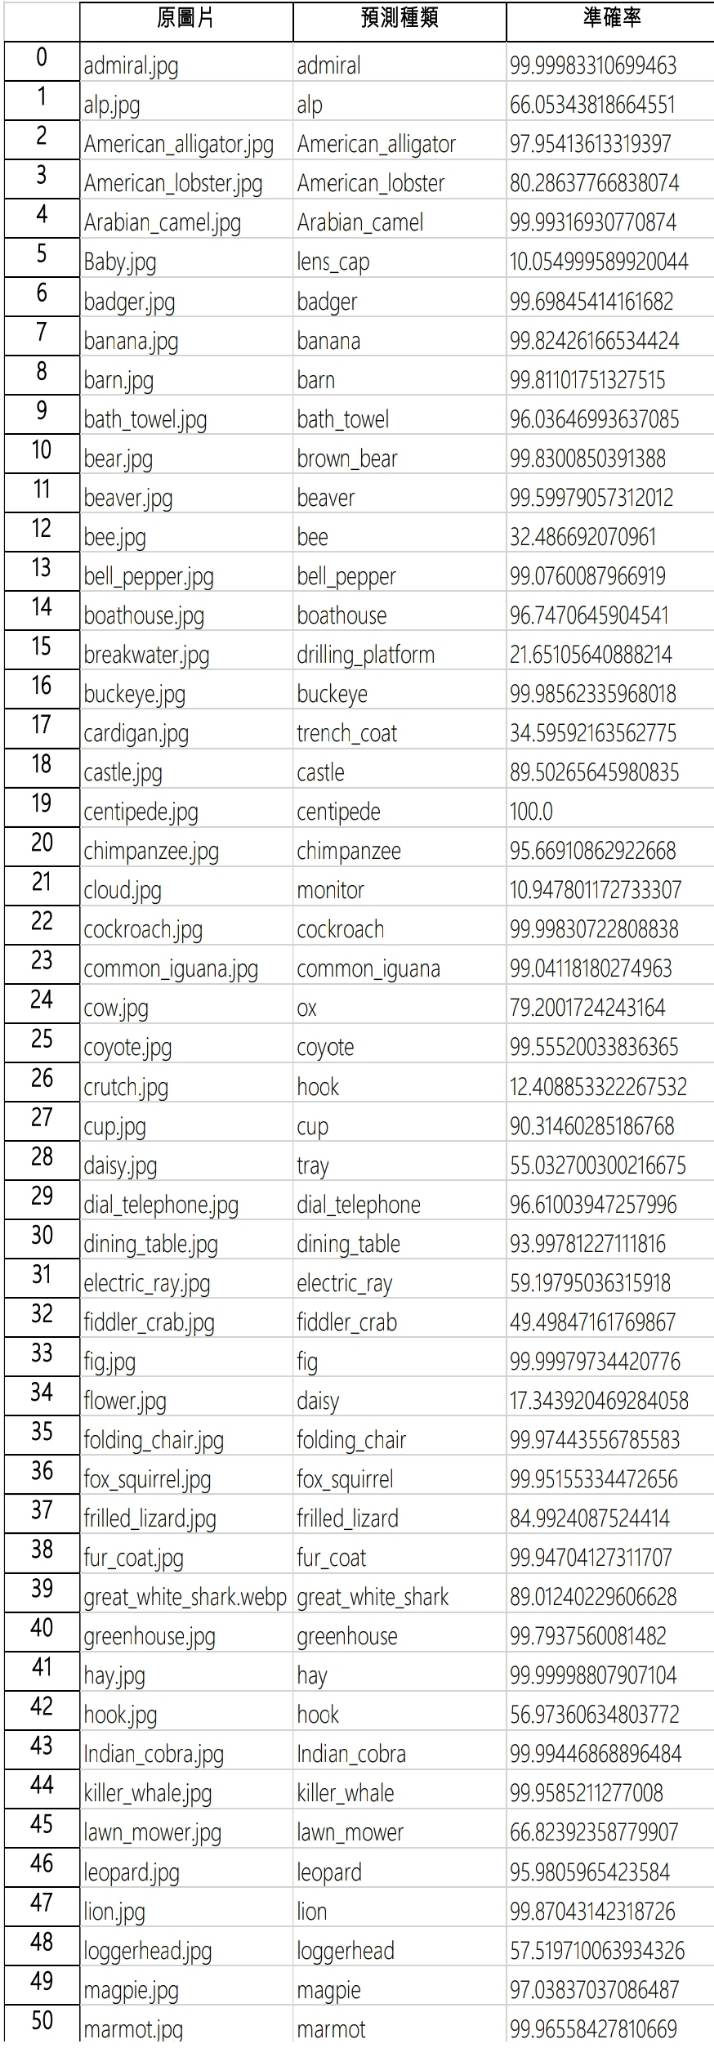 原圖片 預測種類 準確率
0 admiral.jpg admiral 99.99983310699463
1 alp.jpg alp 66.05343818664551
2 American_alligator.jpg American_alligator 97.95413613319397
3 American_lobster.jpg American_lobster 80.28637766838074
4 Arabian_camel.jpg Arabian_camel 99.99316930770874
5 Baby.jpg lens_cap 10.054999589920044
6 badger.jpg badger 99.69845414161682
7 banana.jpg banana 99.82426166534424
8 barn.jpg barn 99.81101751327515
9 bath_towel.jpg bath_towel 96.03646993637085
10 bear.jpg brown_bear 99.8300850391388
11 beaver.jpg beaver 99.59979057312012
12 bee.jpg bee 32.486692070961
13 bell_pepper.jpg bell_pepper 99.0760087966919
14 boathouse.jpg boathouse 96.7470645904541
15 breakwater.jpg drilling_platform 21.65105640888214
16 buckeye.jpg buckeye 99.98562335968018
17 cardigan.jpg trench_coat 34.59592163562775
18 castle.jpg castle 89.50265645980835
19 centipede.jpg centipede 100.0
20 chimpanzee.jpg chimpanzee 95.66910862922668
21 cloud.jpg monitor 10.947801172733307
22 cockroach.jpg cockroach 99.99830722808838
23 common_iguana.jpg common_iguana 99.04118180274963
24 cow.jpg ox 79.2001724243164
25 coyote.jpg coyote 99.55520033836365
26 crutch.jpg hook 12.408853322267532
27 cup.jpg cup 90.31460285186768
28 daisy.jpg tray 55.032700300216675
29 dial_telephone.jpg dial_telephone 96.61003947257996
30 dining_table.jpg dining_table 93.99781227111816
31 electric_ray.jpg electric_ray 59.19795036315918
32 fiddler_crab.jpg fiddler_crab 49.49847161769867
33 fig.jpg fig 99.99979734420776
34 flower.jpg daisy 17.343920469284058
35 folding_chair.jpg folding_chair 99.97443556785583
36 fox_squirrel.jpg fox_squirrel 99.95155334472656
37 frilled_lizard.jpg frilled_lizard 84.9924087524414
38 fur_coat.jpg fur_coat 99.94704127311707
39 great_white_shark.webp great_white_shark 89.01240229606628
40 greenhouse.jpg greenhouse 99.7937560081482
41 hay.jpg hay 99.99998807907104
42 hook.jpg hook 56.97360634803772
43 Indian_cobra.jpg Indian_cobra 99.99446868896484
44 killer_whale.jpg killer_whale 99.9585211277008
45 lawn_mower.jpg lawn_mower 66.82392358779907
46 leopard.jpg leopard 95.9805965423584
47 lion.jpg lion 99.87043142318726
48 loggerhead.jpg loggerhead 57.519710063934326
49 magpie.jpg magpie 97.03837037086487
50 marmot.jpg marmot 99.96558427810669